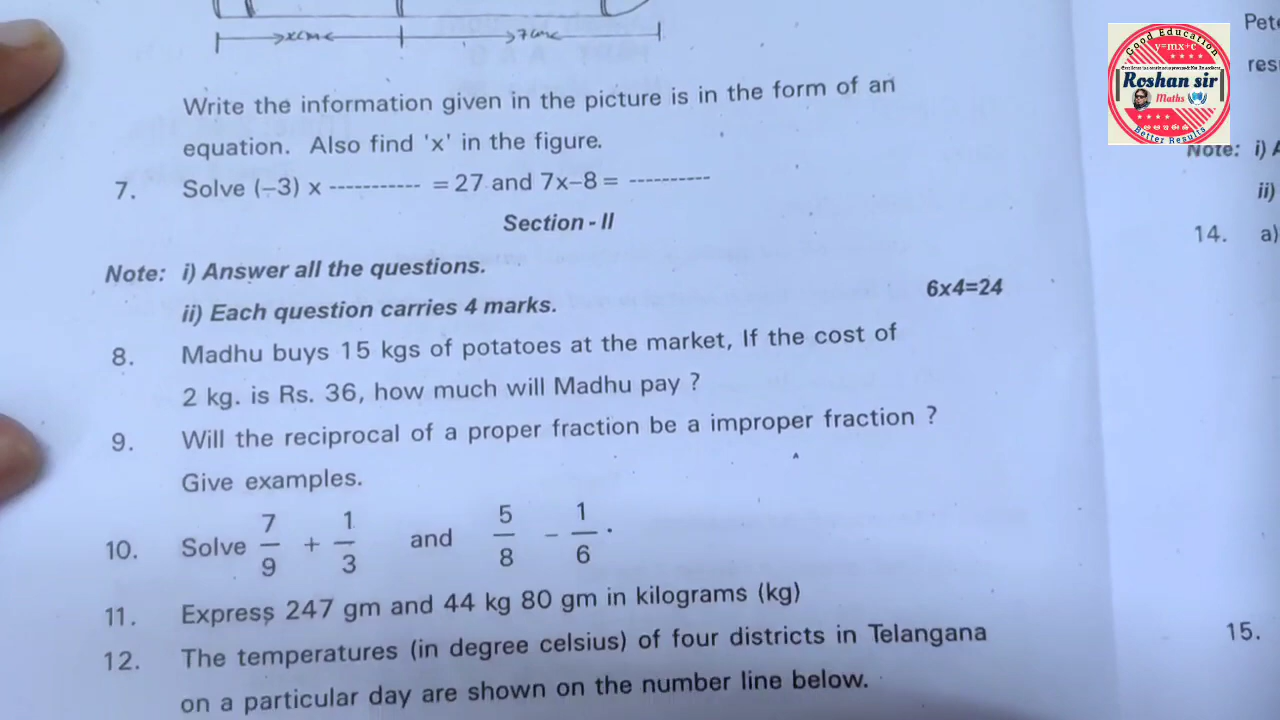 x cms
7 cms
Write the information given in the picture is in the form of an
equation. Also find 'x' in the figure.
7. Solve (–3) x ----------- = 27 and 7x–8 = ----------
Section - II
Note: i) Answer all the questions.
ii) Each question carries 4 marks.
6x4=24
8. Madhu buys 15 kgs of potatoes at the market, If the cost of
2 kg. is Rs. 36, how much will Madhu pay ?
9. Will the reciprocal of a proper fraction be a improper fraction ?
Give examples.
10. Solve 7/9 + 1/3 and 5/8 - 1/6.
11. Express 247 gm and 44 kg 80 gm in kilograms (kg)
12. The temperatures (in degree celsius) of four districts in Telangana
on a particular day are shown on the number line below.
Good Education
y=mx+c
Roshan sir
Maths
Better Results
Pet
res
Note: i) A
ii)
14. a)
15.